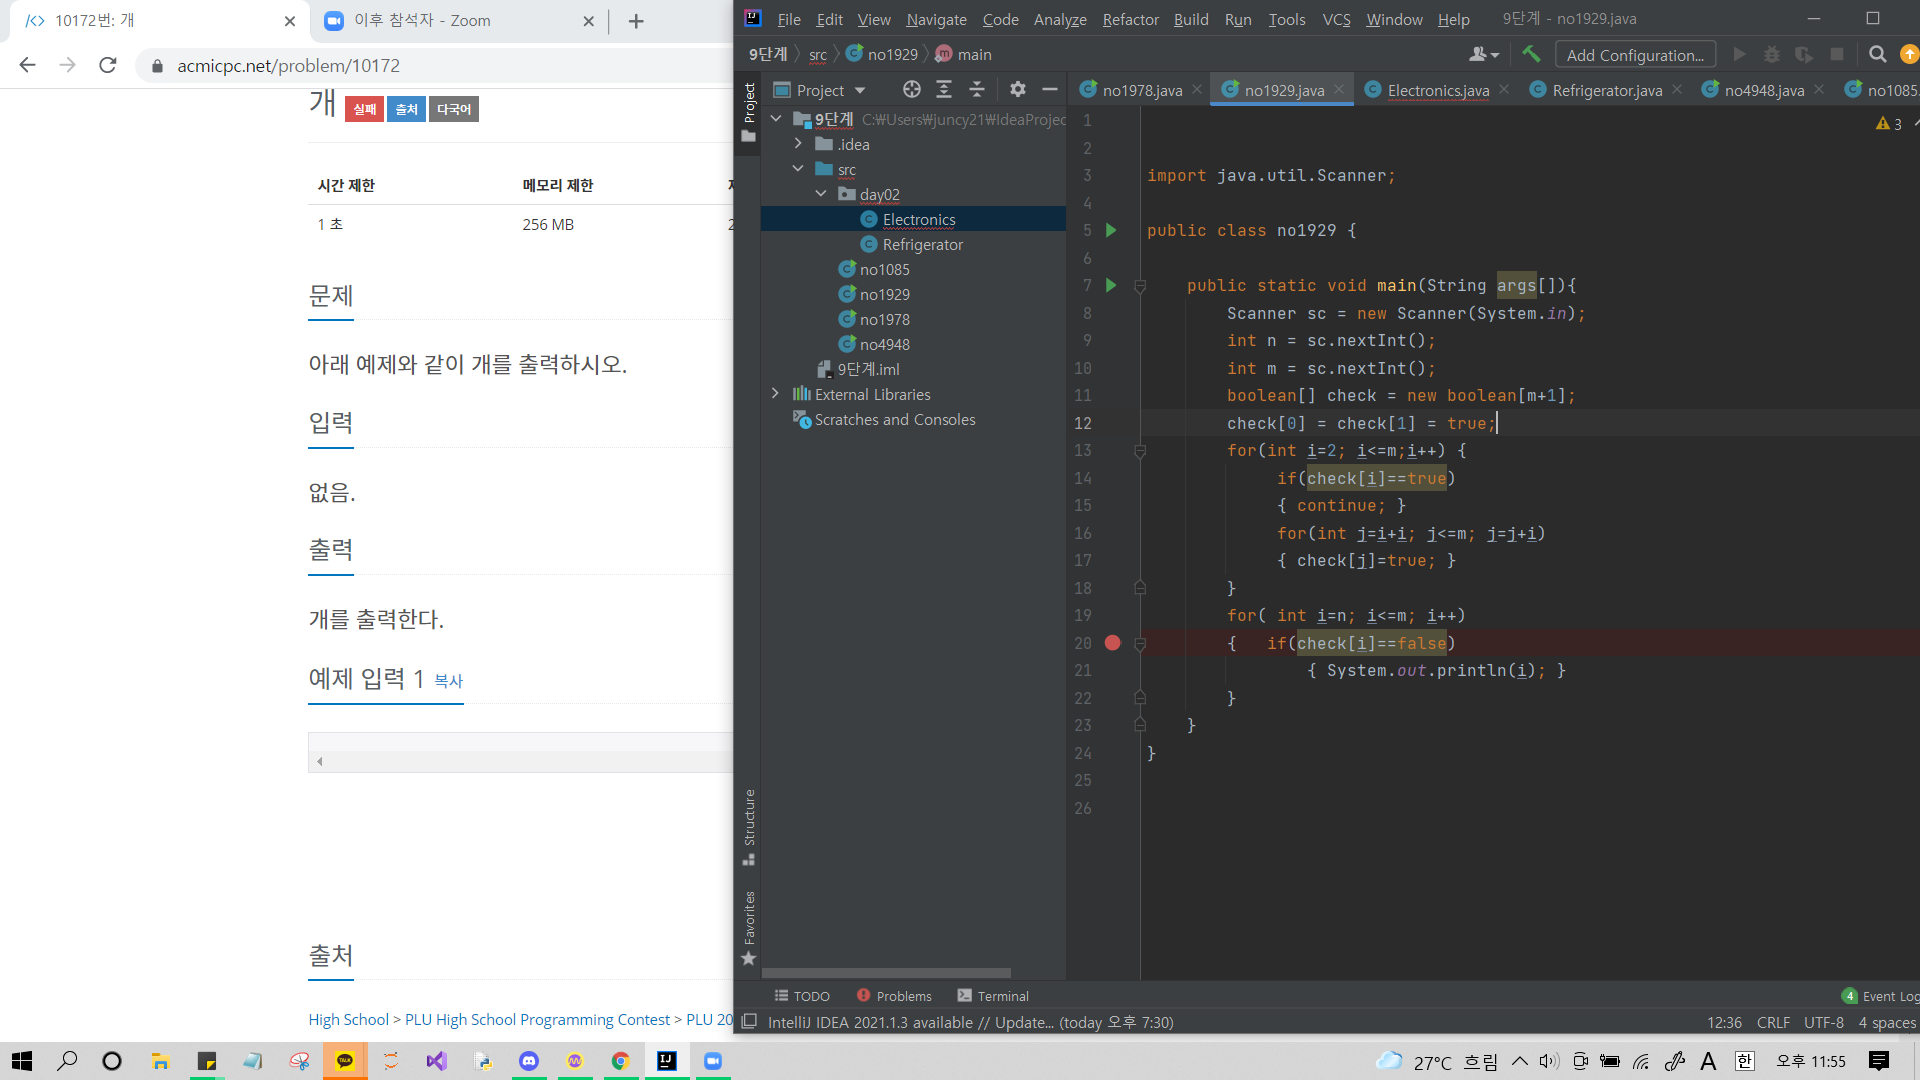 10172번: 개
이후 참석자 - Zoom
acmicpc.net/problem/10172
개 실패 출처 다국어
시간 제한 메모리 제한
1 초 256 MB
문제
아래 예제와 같이 개를 출력하시오.
입력
없음.
출력
개를 출력한다.
예제 입력 1 복사
출처
High School > PLU High School Programming Contest > PLU 20
File Edit View Navigate Code Analyze Refactor Build Run Tools VCS Window Help 9단계 - no1929.java
9단계 src no1929 main Add Configuration...
Project
Project
no1978.java no1929.java Electronics.java Refrigerator.java no4948.java no1085.
9단계 C:₩Users₩juncy21₩IdeaProjec
.idea
src
day02
Electronics
Refrigerator
no1085
no1929
no1978
no4948
9단계.iml
External Libraries
Scratches and Consoles
Structure
Favorites
3
1
2
3 import java.util.Scanner;
4
5 public class no1929 {
6
7 public static void main(String args[]){
8 Scanner sc = new Scanner(System.in);
9 int n = sc.nextInt();
10 int m = sc.nextInt();
11 boolean[] check = new boolean[m+1];
12 check[0] = check[1] = true;
13 for(int i=2; i<=m;i++) {
14 if(check[i]==true)
15 { continue; }
16 for(int j=i+i; j<=m; j=j+i)
17 { check[j]=true; }
18 }
19 for( int i=n; i<=m; i++)
20 { if(check[i]==false)
21 { System.out.println(i); }
22 }
23 }
24 }
25
26
TODO Problems Terminal 4 Event Log
IntelliJ IDEA 2021.1.3 available // Update... (today 오후 7:30) 12:36 CRLF UTF-8 4 spaces
27°C 흐림 A 한 오후 11:55